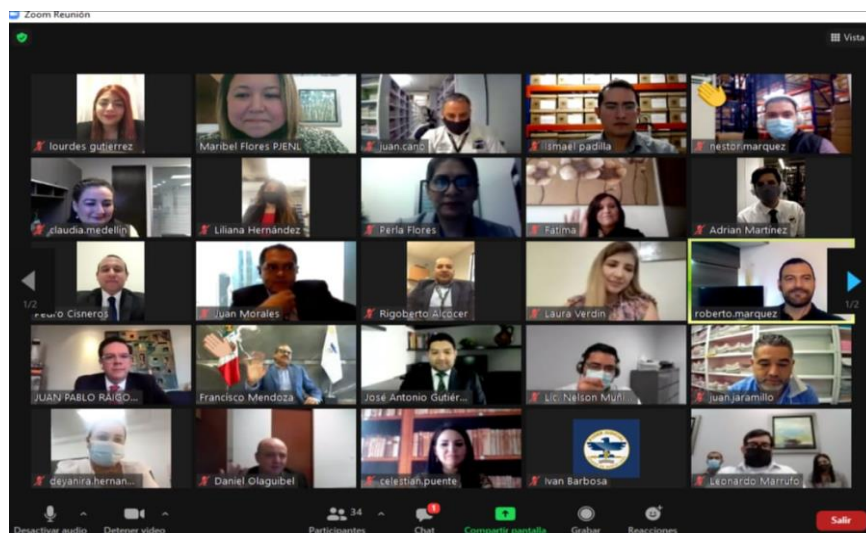 Zoom Reunión
Vista
lourdes gutierrez
Maribel Flores PJENL
juan.cano
ismael padilla
nestor.marquez
claudia.medellin
Liliana Hernández
Perla Flores
Fatima
Adrian Martinez
1/2
Pedro Cisneros
Juan Morales
Rigoberto Alcocer
Laura Verdin
roberto.marquez
1/2
JUAN PABLO RAIGO...
Francisco Mendoza
José Antonio Gutiér...
Lic. Nelson Muñi
juan.jaramillo
deyanira.hernan...
Daniel Olaguibel
celestian.puente
Ivan Barbosa
Leonardo Marrufo
Desactivar audio
Detener video
34
Participantes
1
Chat
Compartir pantalla
Grabar
Reacciones
Salir